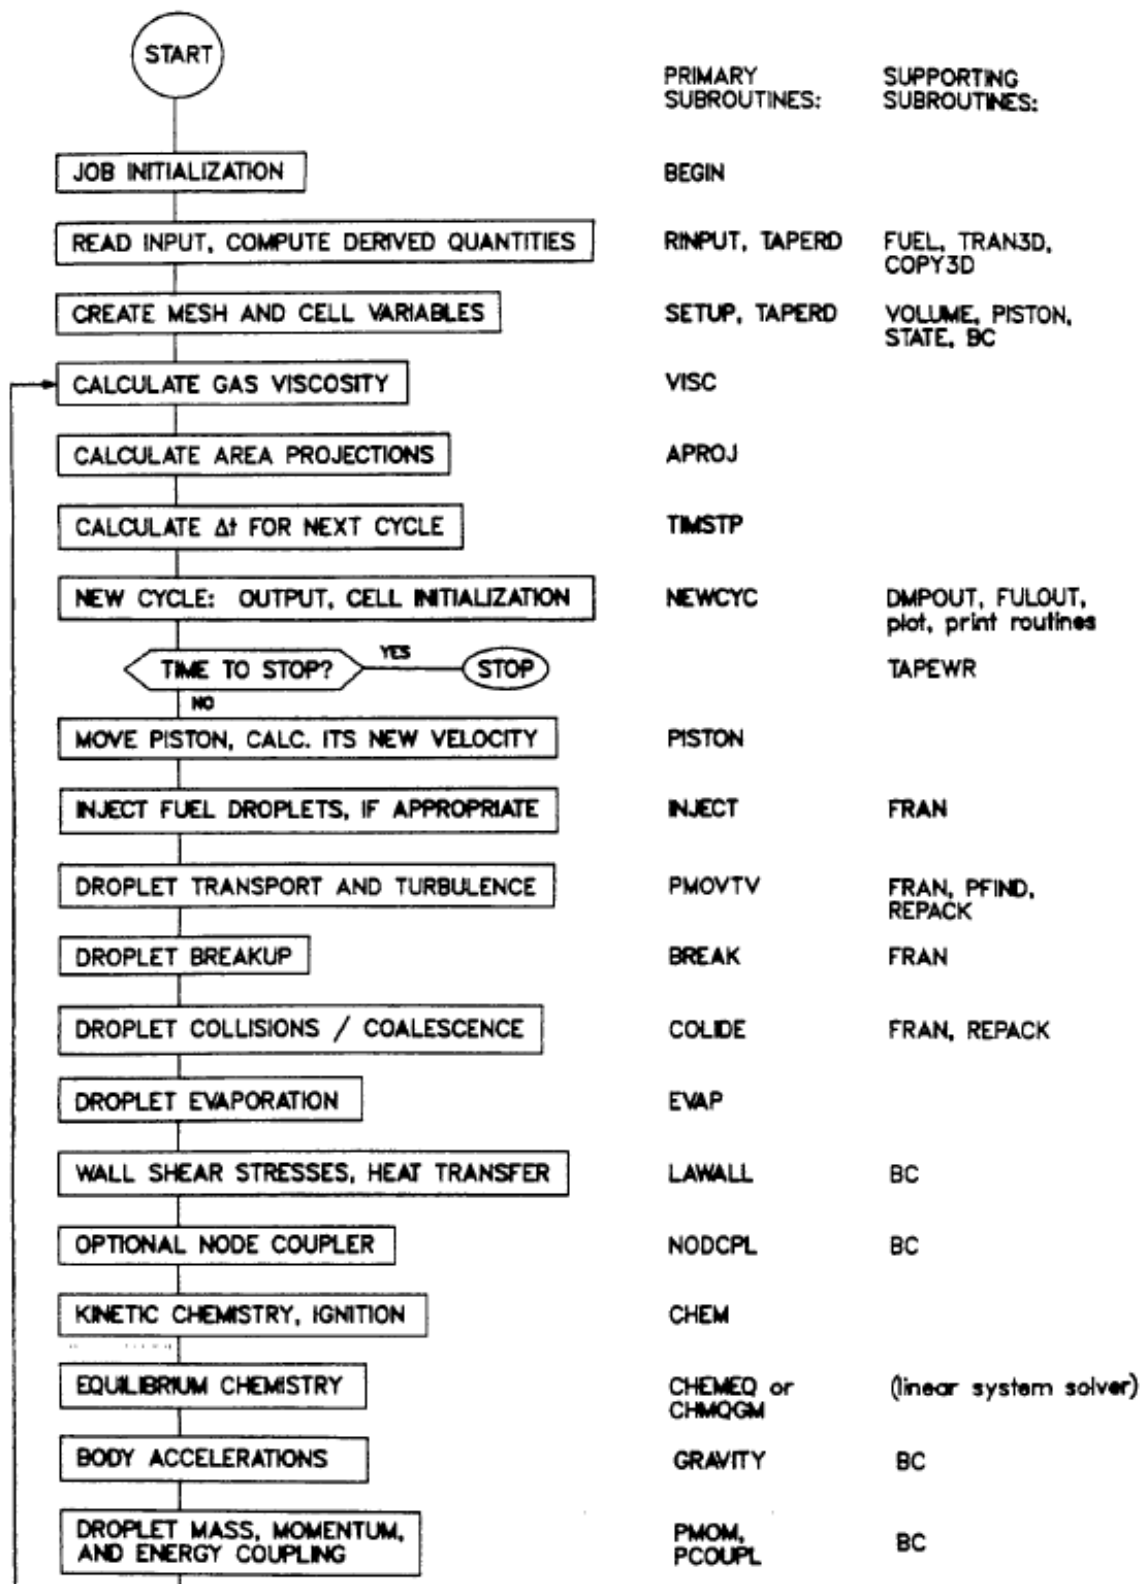 START
PRIMARY SUPPORTING
SUBROUTINES: SUBROUTINES:
JOB INITIALIZATION BEGIN
READ INPUT, COMPUTE DERIVED QUANTITIES RINPUT, TAPERD FUEL, TRAN3D,
COPY3D
CREATE MESH AND CELL VARIABLES SETUP, TAPERD VOLUME, PISTON,
STATE, BC
CALCULATE GAS VISCOSITY VISC
CALCULATE AREA PROJECTIONS APROJ
CALCULATE Δt FOR NEXT CYCLE TIMSTP
NEW CYCLE: OUTPUT, CELL INITIALIZATION NEWCYC DMPOUT, FULOUT,
plot, print routines
TIME TO STOP? YES STOP TAPEWR
NO
MOVE PISTON, CALC. ITS NEW VELOCITY PISTON
INJECT FUEL DROPLETS, IF APPROPRIATE INJECT FRAN
DROPLET TRANSPORT AND TURBULENCE PMOVTV FRAN, PFIND,
REPACK
DROPLET BREAKUP BREAK FRAN
DROPLET COLLISIONS / COALESCENCE COLIDE FRAN, REPACK
DROPLET EVAPORATION EVAP
WALL SHEAR STRESSES, HEAT TRANSFER LAWALL BC
OPTIONAL NODE COUPLER NODCPL BC
KINETIC CHEMISTRY, IGNITION CHEM
EQUILIBRIUM CHEMISTRY CHEMEQ or (linear system solver)
CHMQGM
BODY ACCELERATIONS GRAVITY BC
DROPLET MASS, MOMENTUM, PMOM, BC
AND ENERGY COUPLING PCOUPL